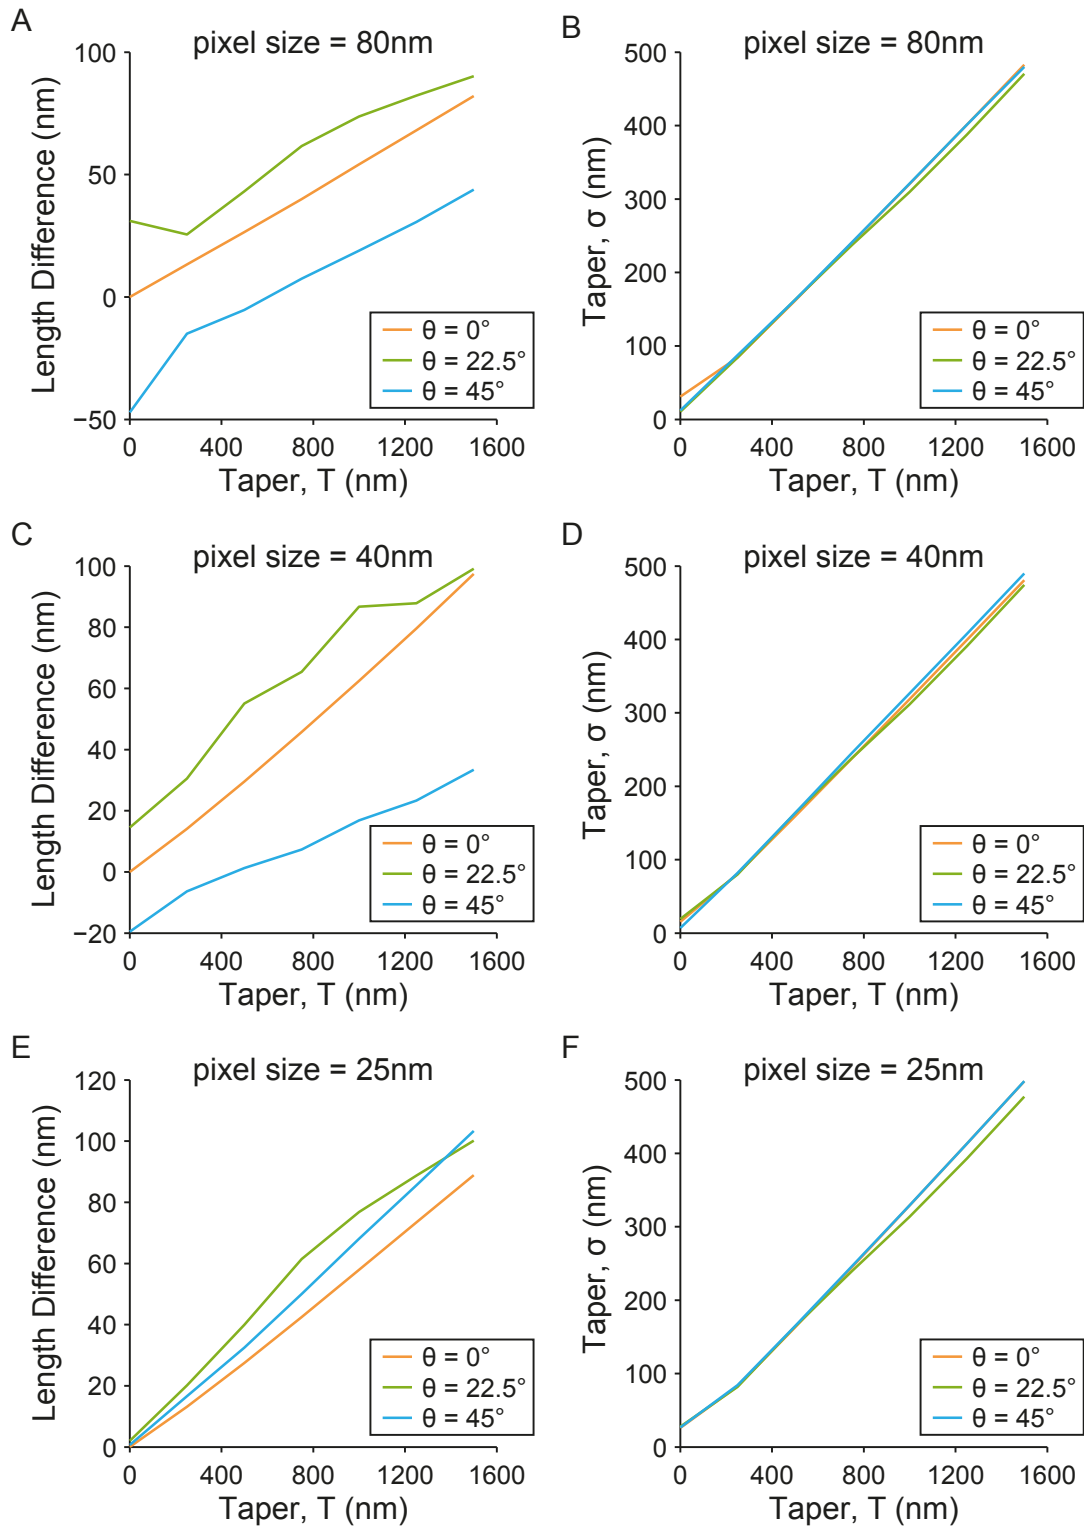 A
pixel size = 80nm
Length Difference (nm)
100
50
0
−50
0 400 800 1200 1600
Taper, T (nm)
θ = 0°
θ = 22.5°
θ = 45°
B
pixel size = 80nm
Taper, σ (nm)
500
400
300
200
100
0
0 400 800 1200 1600
Taper, T (nm)
θ = 0°
θ = 22.5°
θ = 45°
C
pixel size = 40nm
Length Difference (nm)
100
80
60
40
20
0
−20
0 400 800 1200 1600
Taper, T (nm)
θ = 0°
θ = 22.5°
θ = 45°
D
pixel size = 40nm
Taper, σ (nm)
500
400
300
200
100
0
0 400 800 1200 1600
Taper, T (nm)
θ = 0°
θ = 22.5°
θ = 45°
E
pixel size = 25nm
Length Difference (nm)
120
100
80
60
40
20
0
0 400 800 1200 1600
Taper, T (nm)
θ = 0°
θ = 22.5°
θ = 45°
F
pixel size = 25nm
Taper, σ (nm)
500
400
300
200
100
0
0 400 800 1200 1600
Taper, T (nm)
θ = 0°
θ = 22.5°
θ = 45°